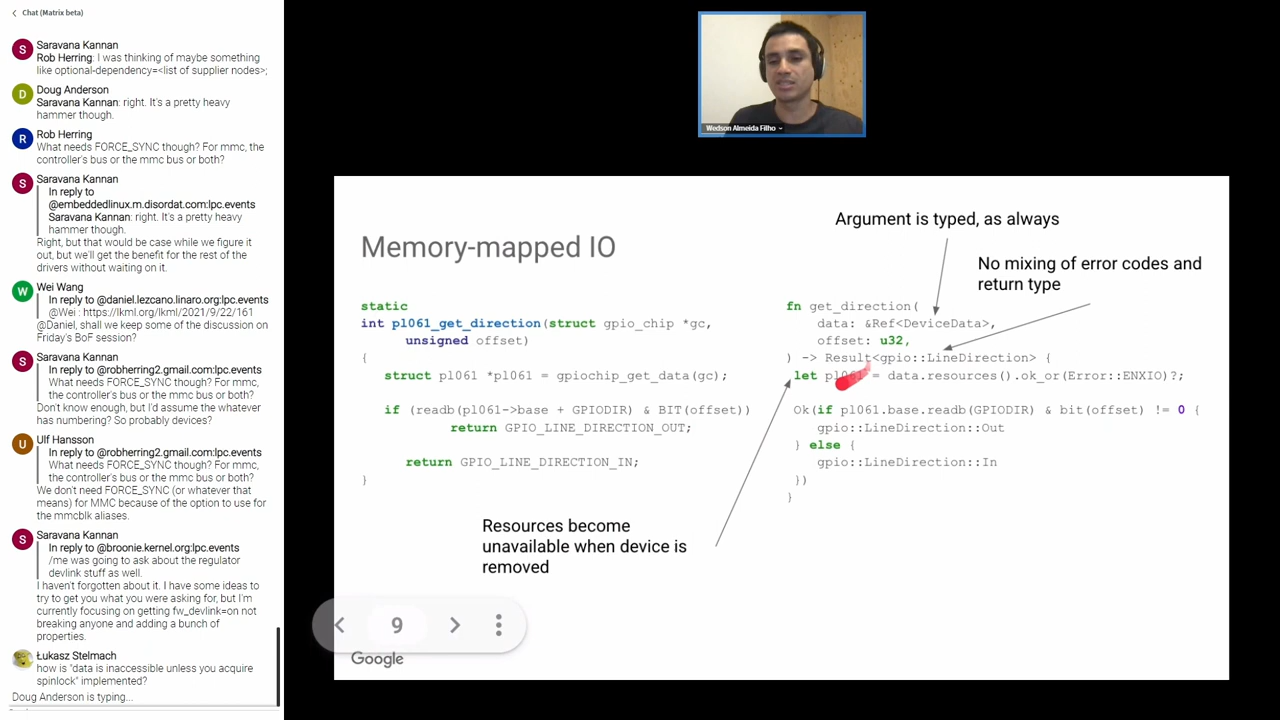 Chat (Matrix beta)
Saravana Kannan
Rob Herring: I was thinking of maybe something
like optional-dependency=<list of supplier nodes>;
Doug Anderson
Saravana Kannan: right. It's a pretty heavy
hammer though.
Rob Herring
What needs FORCE_SYNC though? For mmc, the
controller's bus or the mmc bus or both?
Saravana Kannan
In reply to
@embeddedlinux.m.disordat.com:lpc.events
Saravana Kannan: right. It's a pretty heavy
hammer though.
Right, but that would be case while we figure it
out, but we'll get the benefit for the rest of the
drivers without waiting on it.
Wei Wang
In reply to @daniel.lezcano.linaro.org:lpc.events
@Wei : https://lkml.org/lkml/2021/9/22/161
@Daniel, shall we keep some of the discussion on
Friday's BoF session?
Saravana Kannan
In reply to @robherring2.gmail.com:lpc.events
What needs FORCE_SYNC though? For mmc,
the controller's bus or the mmc bus or both?
Don't know enough, but I'd assume the whatever
has numbering? So probably devices?
Ulf Hansson
In reply to @robherring2.gmail.com:lpc.events
What needs FORCE_SYNC though? For mmc,
the controller's bus or the mmc bus or both?
We don't need FORCE_SYNC (or whatever that
means) for MMC because of the option to use for
the mmcblk aliases.
Saravana Kannan
In reply to @broonie.kernel.org:lpc.events
/me was going to ask about the regulator
devlink stuff as well.
I haven't forgotten about it. I have some ideas to
try to get you what you were asking for, but I'm
currently focusing on getting fw_devlink=on not
breaking anyone and adding a bunch of
properties.
Łukasz Stelmach
how is "data is inaccessible unless you acquire
spinlock" implemented?
Doug Anderson is typing...
Wedson Almeida Filho
Memory-mapped IO
static
int pl061_get_direction(struct gpio_chip *gc,
unsigned offset)
{
struct pl061 *pl061 = gpiochip_get_data(gc);
if (readb(pl061->base + GPIODIR) & BIT(offset))
return GPIO_LINE_DIRECTION_OUT;
return GPIO_LINE_DIRECTION_IN;
}
Resources become
unavailable when device is
removed
Argument is typed, as always
No mixing of error codes and
return type
fn get_direction(
data: &Ref<DeviceData>,
offset: u32,
) -> Result<gpio::LineDirection> {
let pl061 = data.resources().ok_or(Error::ENXIO)?;
Ok(if pl061.base.readb(GPIODIR) & bit(offset) != 0 {
gpio::LineDirection::Out
} else {
gpio::LineDirection::In
})
}
9
Google